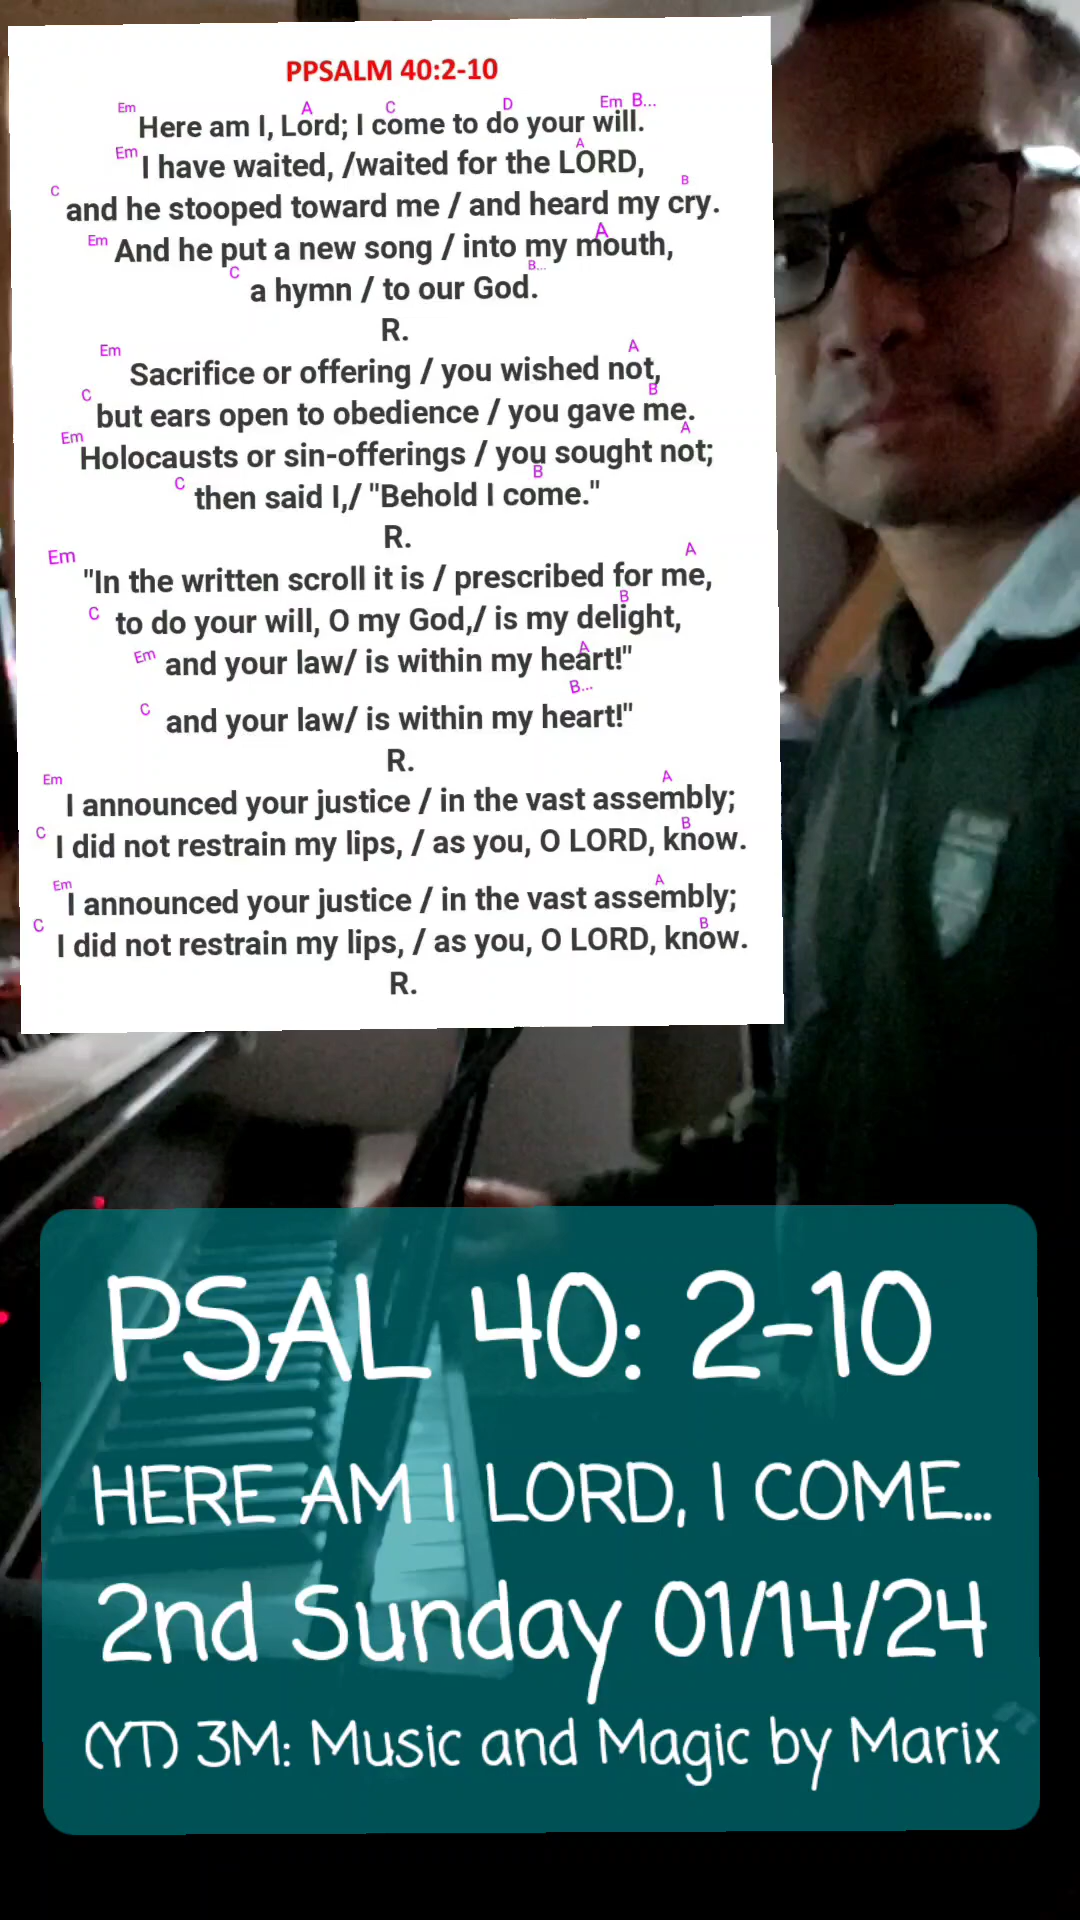 PPSALM 40:2-10
Em A C D Em B...
Here am I, Lord; I come to do your will.
Em A
I have waited, /waited for the LORD,
C B
and he stooped toward me / and heard my cry.
Em A
And he put a new song / into my mouth,
C B...
a hymn / to our God.
R.
Em A
Sacrifice or offering / you wished not,
C B
but ears open to obedience / you gave me.
Em A
Holocausts or sin-offerings / you sought not;
C B
then said I,/ "Behold I come."
R.
Em A
"In the written scroll it is / prescribed for me,
C B
to do your will, O my God,/ is my delight,
Em A
and your law/ is within my heart!"
C B...
and your law/ is within my heart!"
R.
Em A
I announced your justice / in the vast assembly;
C B
I did not restrain my lips, / as you, O LORD, know.
Em A
I announced your justice / in the vast assembly;
C B
I did not restrain my lips, / as you, O LORD, know.
R.
PSAL 40: 2-10
HERE AM I LORD, I COME...
2nd Sunday 01/14/24
(YT) 3M: Music and Magic by Marix